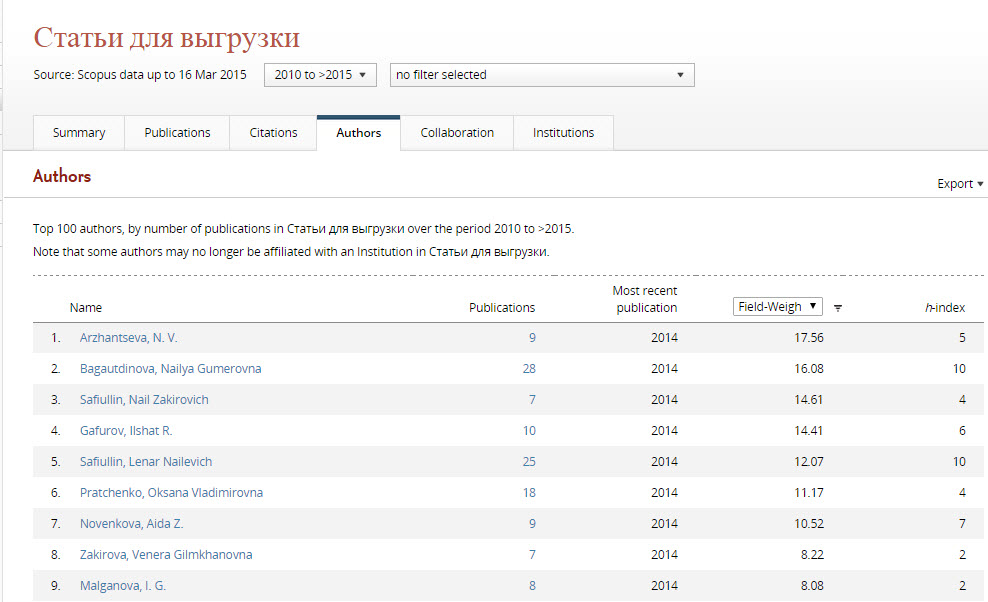 Статьи для выгрузки
Source: Scopus data up to 16 Mar 2015 2010 to >2015 no filter selected
Summary Publications Citations Authors Collaboration Institutions
Authors
Export
Top 100 authors, by number of publications in Статьи для выгрузки over the period 2010 to >2015.
Note that some authors may no longer be affiliated with an Institution in Статьи для выгрузки.
Name Publications Most recent publication Field-Weigh h-index
1. Arzhantseva, N. V. 9 2014 17.56 5
2. Bagautdinova, Nailya Gumerovna 28 2014 16.08 10
3. Safiullin, Nail Zakirovich 7 2014 14.61 4
4. Gafurov, Ilshat R. 10 2014 14.41 6
5. Safiullin, Lenar Nailevich 25 2014 12.07 10
6. Pratchenko, Oksana Vladimirovna 18 2014 11.17 4
7. Novenkova, Aida Z. 9 2014 10.52 7
8. Zakirova, Venera Gilmkhanovna 7 2014 8.22 2
9. Malganova, I. G. 8 2014 8.08 2